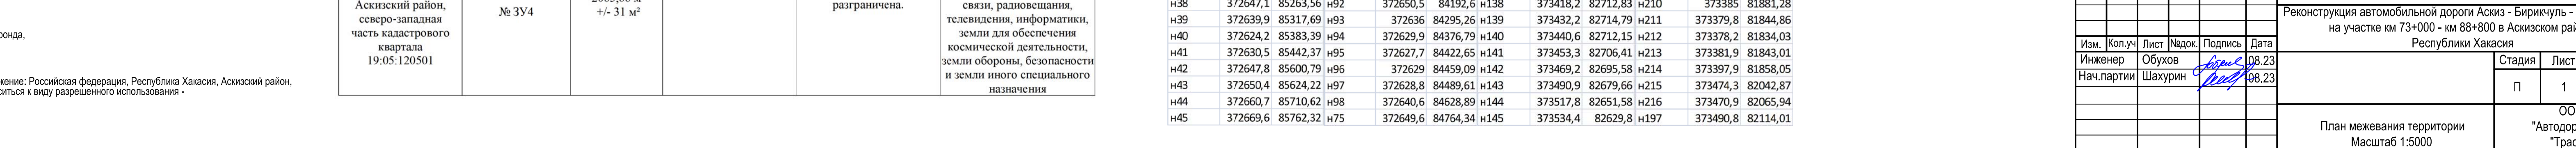 фонда,
жение: Российская федерация, Республика Хакасия, Аскизский район,
ситься к виду разрешенного использования -
Аскизский район,
северо-западная
часть кадастрового
квартала
19:05:120501
№ ЗУ4
+/- 31 м²
разграничена.
связи, радиовещания,
телевидения, информатики,
земли для обеспечения
космической деятельности,
земли обороны, безопасности
и земли иного специального
назначения
н38 372647,1 85263,56 н92 372650,5 84192,6 н138 373418,2 82712,83 н210 373385 81881,28
н39 372639,9 85317,69 н93 372636 84295,26 н139 373432,2 82714,79 н211 373379,8 81844,86
н40 372624,2 85383,39 н94 372629,9 84376,79 н140 373440,6 82712,15 н212 373378,2 81834,03
н41 372630,5 85442,37 н95 372627,7 84422,65 н141 373453,3 82706,41 н213 373381,9 81843,01
н42 372647,8 85600,79 н96 372629 84459,09 н142 373469,2 82695,58 н214 373397,9 81858,05
н43 372650,4 85624,22 н97 372628,8 84489,61 н143 373490,9 82679,66 н215 373474,3 82042,87
н44 372660,7 85710,62 н98 372640,6 84628,89 н144 373517,8 82651,58 н216 373470,9 82065,94
н45 372669,6 85762,32 н75 372649,6 84764,34 н145 373534,4 82629,8 н197 373490,8 82114,01
Реконструкция автомобильной дороги Аскиз - Бирикчуль -
на участке км 73+000 - км 88+800 в Аскизском рай
Республики Хакасия
Изм. Кол.уч Лист №док. Подпись Дата
Инженер Обухов 08.23
Нач.партии Шахурин 08.23
Стадия Лист
П 1
План межевания территории
Масштаб 1:5000
ОО
"Автодор
"Трас